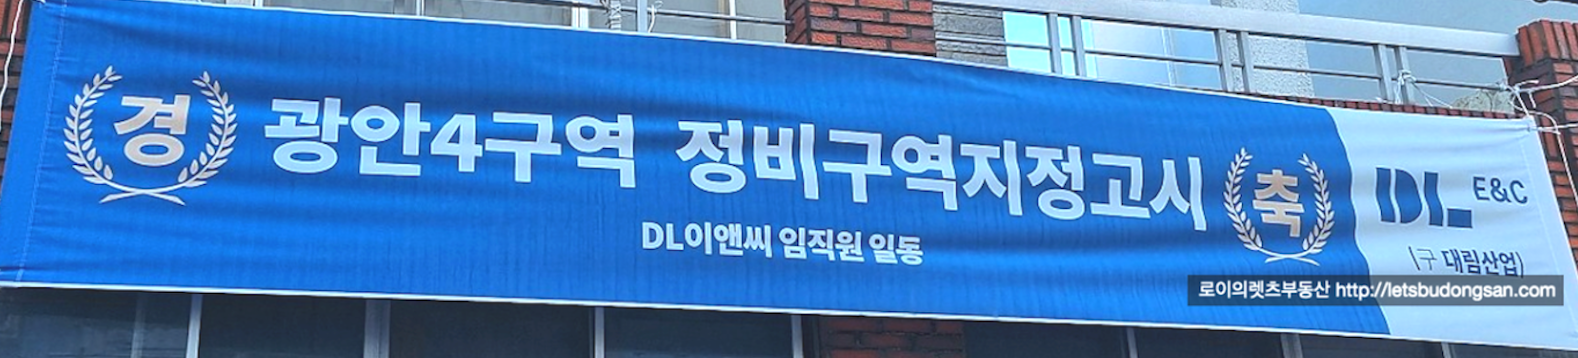 경 광안4구역 정비구역지정고시 축
DL이앤씨 임직원 일동
DL E&C
(구 대림산업)
로이의렛츠부동산 http://letsbudongsan.com